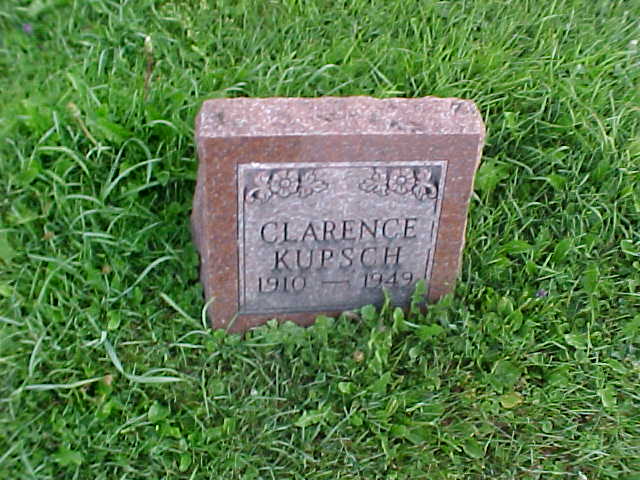 CLARENCE
KUPSCH
1910 — 1949